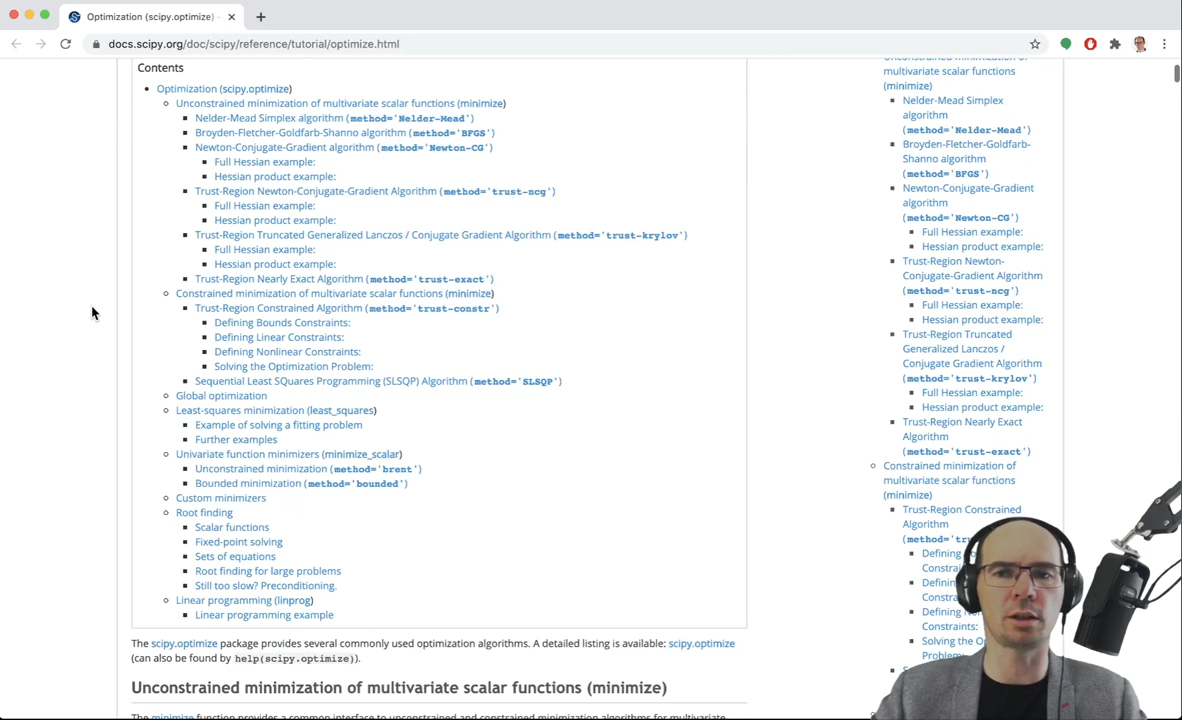 Optimization (scipy.optimize) -
docs.scipy.org/doc/scipy/reference/tutorial/optimize.html
Contents
Optimization (scipy.optimize)
Unconstrained minimization of multivariate scalar functions (minimize)
Nelder-Mead Simplex algorithm (method='Nelder-Mead')
Broyden-Fletcher-Goldfarb-Shanno algorithm (method='BFGS')
Newton-Conjugate-Gradient algorithm (method='Newton-CG')
Full Hessian example:
Hessian product example:
Trust-Region Newton-Conjugate-Gradient Algorithm (method='trust-ncg')
Full Hessian example:
Hessian product example:
Trust-Region Truncated Generalized Lanczos / Conjugate Gradient Algorithm (method='trust-krylov')
Full Hessian example:
Hessian product example:
Trust-Region Nearly Exact Algorithm (method='trust-exact')
Constrained minimization of multivariate scalar functions (minimize)
Trust-Region Constrained Algorithm (method='trust-constr')
Defining Bounds Constraints:
Defining Linear Constraints:
Defining Nonlinear Constraints:
Solving the Optimization Problem:
Sequential Least SQuares Programming (SLSQP) Algorithm (method='SLSQP')
Global optimization
Least-squares minimization (least_squares)
Example of solving a fitting problem
Further examples
Univariate function minimizers (minimize_scalar)
Unconstrained minimization (method='brent')
Bounded minimization (method='bounded')
Custom minimizers
Root finding
Scalar functions
Fixed-point solving
Sets of equations
Root finding for large problems
Still too slow? Preconditioning.
Linear programming (linprog)
Linear programming example
The scipy.optimize package provides several commonly used optimization algorithms. A detailed listing is available: scipy.optimize
(can also be found by help(scipy.optimize)).
Unconstrained minimization of multivariate scalar functions (minimize)
The minimize function provides a common interface to unconstrained and constrained minimization algorithms for multivariate
Unconstrained minimization of
multivariate scalar functions
(minimize)
Nelder-Mead Simplex
algorithm
(method='Nelder-Mead')
Broyden-Fletcher-Goldfarb-
Shanno algorithm
(method='BFGS')
Newton-Conjugate-Gradient
algorithm
(method='Newton-CG')
Full Hessian example:
Hessian product example:
Trust-Region Newton-
Conjugate-Gradient Algorithm
(method='trust-ncg')
Full Hessian example:
Hessian product example:
Trust-Region Truncated
Generalized Lanczos /
Conjugate Gradient Algorithm
(method='trust-krylov')
Full Hessian example:
Hessian product example:
Trust-Region Nearly Exact
Algorithm
(method='trust-exact')
Constrained minimization of
multivariate scalar functions
(minimize)
Trust-Region Constrained
Algorithm
Solving the